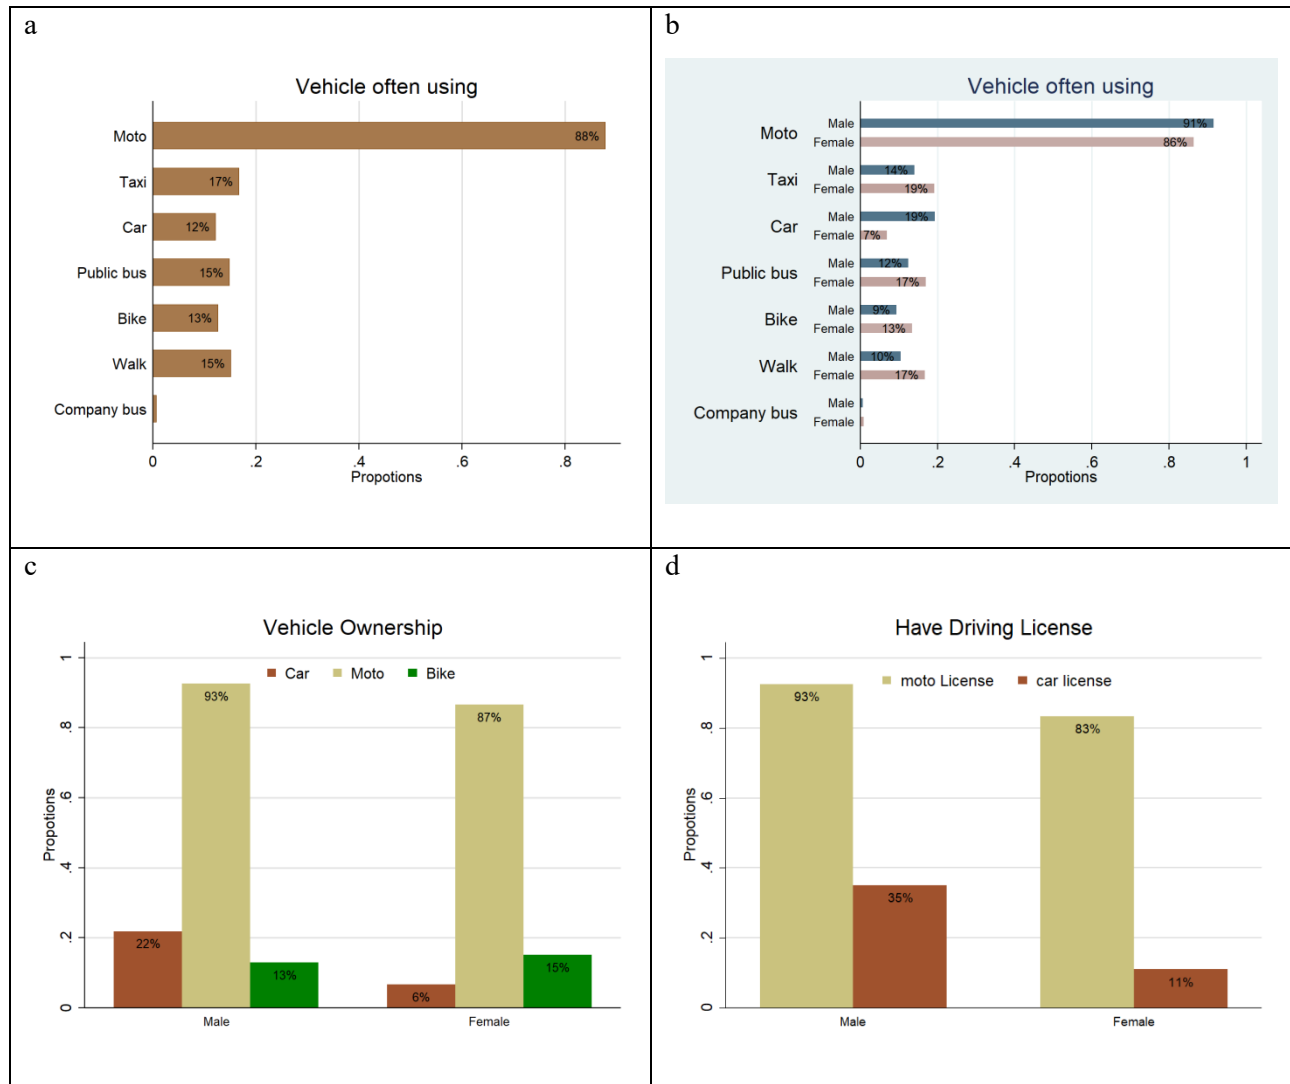 a
Vehicle often using
Moto 88%
Taxi 17%
Car 12%
Public bus 15%
Bike 13%
Walk 15%
Company bus
0 .2 .4 .6 .8
Propotions
b
Vehicle often using
Moto
Male 91%
Female 86%
Taxi
Male 14%
Female 19%
Car
Male 19%
Female 7%
Public bus
Male 12%
Female 17%
Bike
Male 9%
Female 13%
Walk
Male 10%
Female 17%
Company bus
Male
Female
0 .2 .4 .6 .8 1
Propotions
c
Vehicle Ownership
Car Moto Bike
Propotions
1
.8
.6
.4
.2
0
22% 93% 13%
6% 87% 15%
Male Female
d
Have Driving License
moto License car license
Propotions
1
.8
.6
.4
.2
0
93% 35%
83% 11%
Male Female